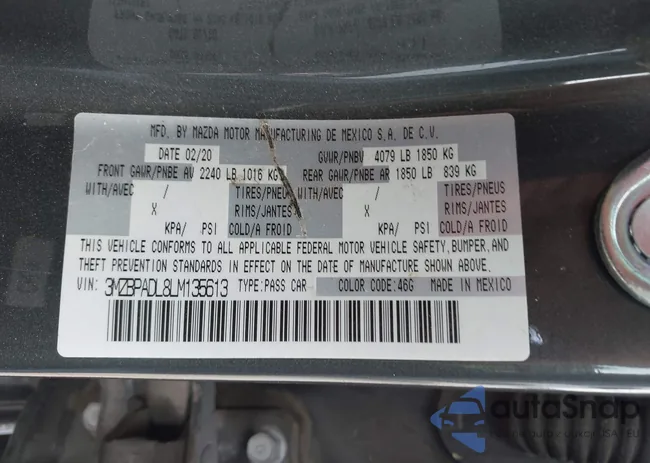 MFD. BY MAZDA MOTOR MANUFACTURING DE MEXICO S.A. DE C.V.
DATE 02/20 GVWR/PNBV 4079 LB 1850 KG
FRONT GAWR/PNBE AV 2240 LB 1016 KG REAR GAWR/PNBE AR 1850 LB 839 KG
WITH/AVEC / TIRES/PNEUS WITH/AVEC / TIRES/PNEUS
X RIMS/JANTES X RIMS/JANTES
KPA/ PSI COLD/A FROID KPA/ PSI COLD/A FROID
THIS VEHICLE CONFORMS TO ALL APPLICABLE FEDERAL MOTOR VEHICLE SAFETY, BUMPER, AND
THEFT PREVENTION STANDARDS IN EFFECT ON THE DATE OF MANUFACTURE SHOWN ABOVE.
VIN: 3MZBPADL8LM135613 TYPE:PASS CAR COLOR CODE:46G MADE IN MEXICO
autoSnap